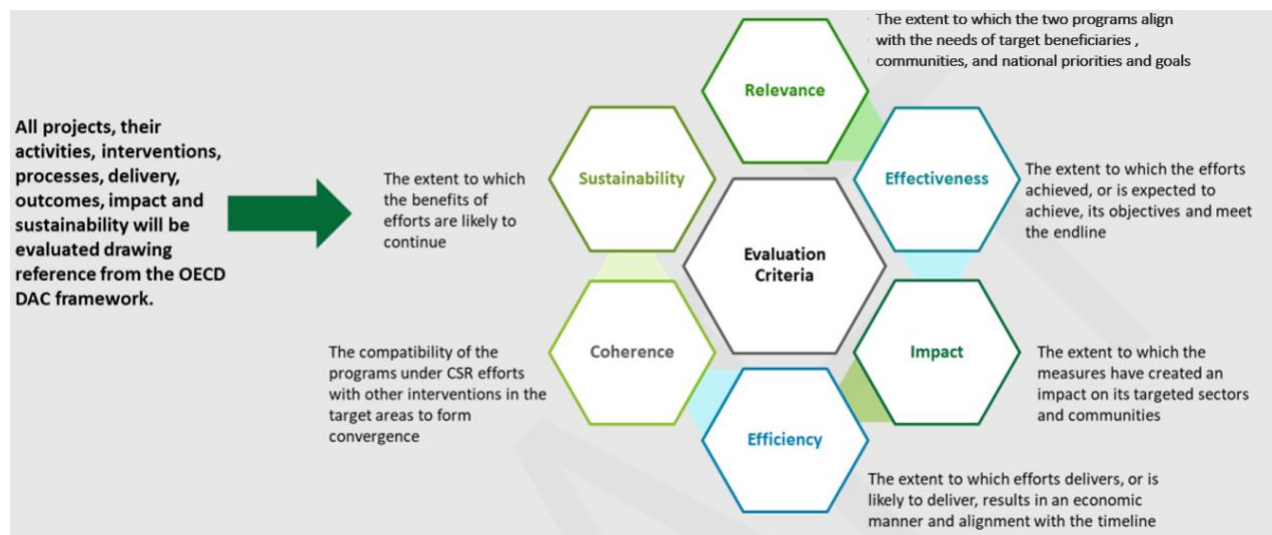 All projects, their
activities, interventions,
processes, delivery,
outcomes, impact and
sustainability will be
evaluated drawing
reference from the OECD
DAC framework.
Evaluation
Criteria
Relevance
The extent to which the two programs align
with the needs of target beneficiaries ,
communities, and national priorities and goals
Effectiveness
The extent to which the efforts
achieved, or is expected to
achieve, its objectives and meet
the endline
Impact
The extent to which the
measures have created an
impact on its targeted sectors
and communities
Efficiency
The extent to which efforts delivers, or is
likely to deliver, results in an economic
manner and alignment with the timeline
Coherence
The compatibility of the
programs under CSR efforts
with other interventions in the
target areas to form
convergence
Sustainability
The extent to which
the benefits of
efforts are likely to
continue